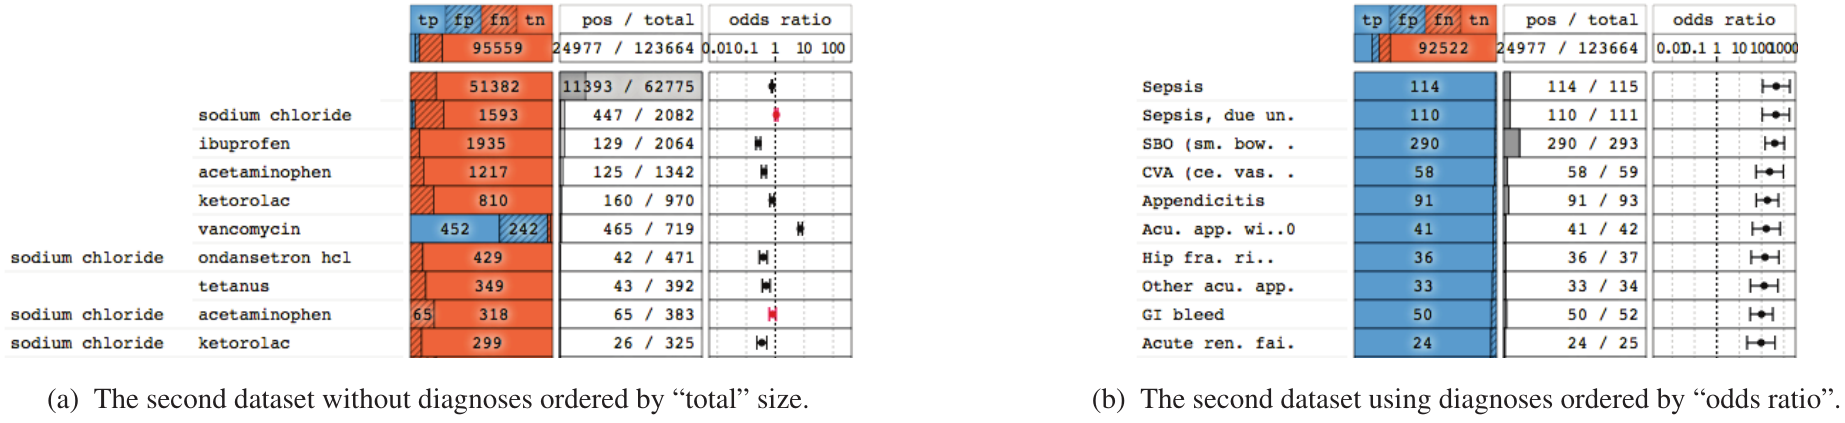 tp fp fn tn pos / total odds ratio
95559 24977 / 123664 0.01 0.1 1 10 100
51382 11393 / 62775
sodium chloride 1593 447 / 2082
ibuprofen 1935 129 / 2064
acetaminophen 1217 125 / 1342
ketorolac 810 160 / 970
vancomycin 452 242 465 / 719
sodium chloride ondansetron hcl 429 42 / 471
tetanus 349 43 / 392
sodium chloride acetaminophen 65 318 65 / 383
sodium chloride ketorolac 299 26 / 325
(a) The second dataset without diagnoses ordered by “total” size.
tp fp fn tn pos / total odds ratio
92522 24977 / 123664 0.01 0.1 1 10 100 1000
Sepsis 114 114 / 115
Sepsis, due un. 110 110 / 111
SBO (sm. bow. . 290 290 / 293
CVA (ce. vas. . 58 58 / 59
Appendicitis 91 91 / 93
Acu. app. wi..0 41 41 / 42
Hip fra. ri.. 36 36 / 37
Other acu. app. 33 33 / 34
GI bleed 50 50 / 52
Acute ren. fai. 24 24 / 25
(b) The second dataset using diagnoses ordered by “odds ratio”.